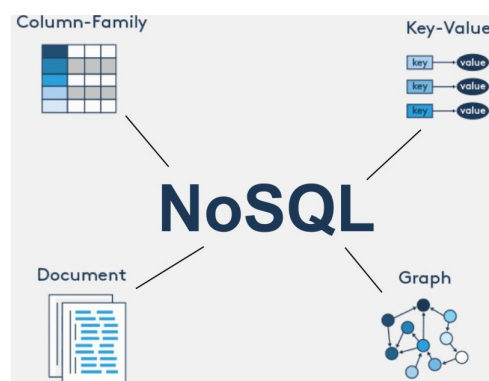 Column-Family
Key-Value
key value
key value
key value
NoSQL
Document
Graph